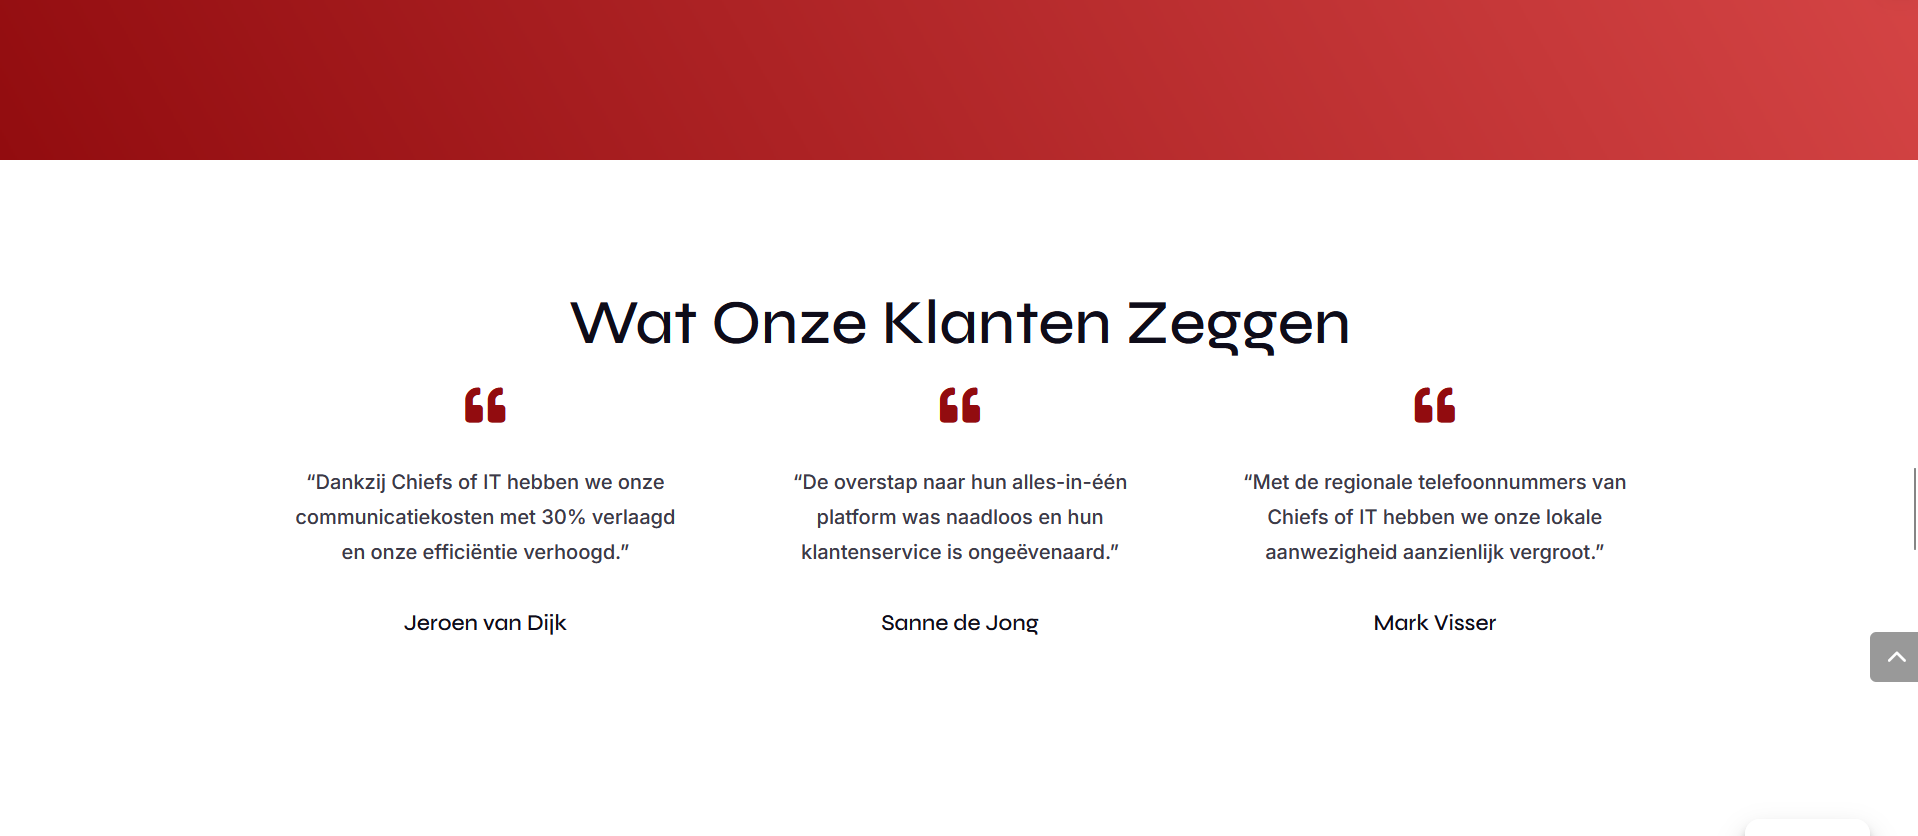 Wat Onze Klanten Zeggen
“Dankzij Chiefs of IT hebben we onze
communicatiekosten met 30% verlaagd
en onze efficiëntie verhoogd.”
Jeroen van Dijk
“De overstap naar hun alles-in-één
platform was naadloos en hun
klantenservice is ongeëvenaard.”
Sanne de Jong
“Met de regionale telefoonnummers van
Chiefs of IT hebben we onze lokale
aanwezigheid aanzienlijk vergroot.”
Mark Visser